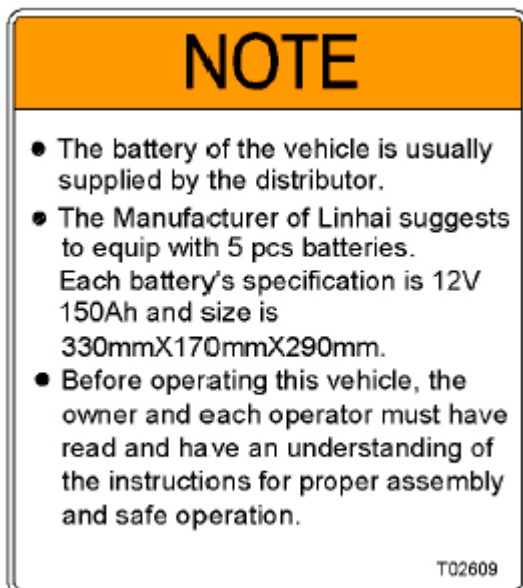 NOTE
● The battery of the vehicle is usually
supplied by the distributor.
● The Manufacturer of Linhai suggests
to equip with 5 pcs batteries.
Each battery's specification is 12V
150Ah and size is
330mmX170mmX290mm.
● Before operating this vehicle, the
owner and each operator must have
read and have an understanding of
the instructions for proper assembly
and safe operation.
T02609